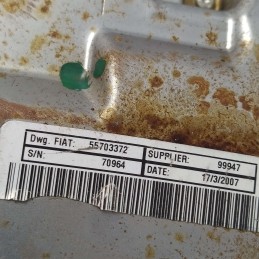 Dwg. FIAT: 55703372 SUPPLIER: 99947
S/N: 70964 DATE: 17/3/2007